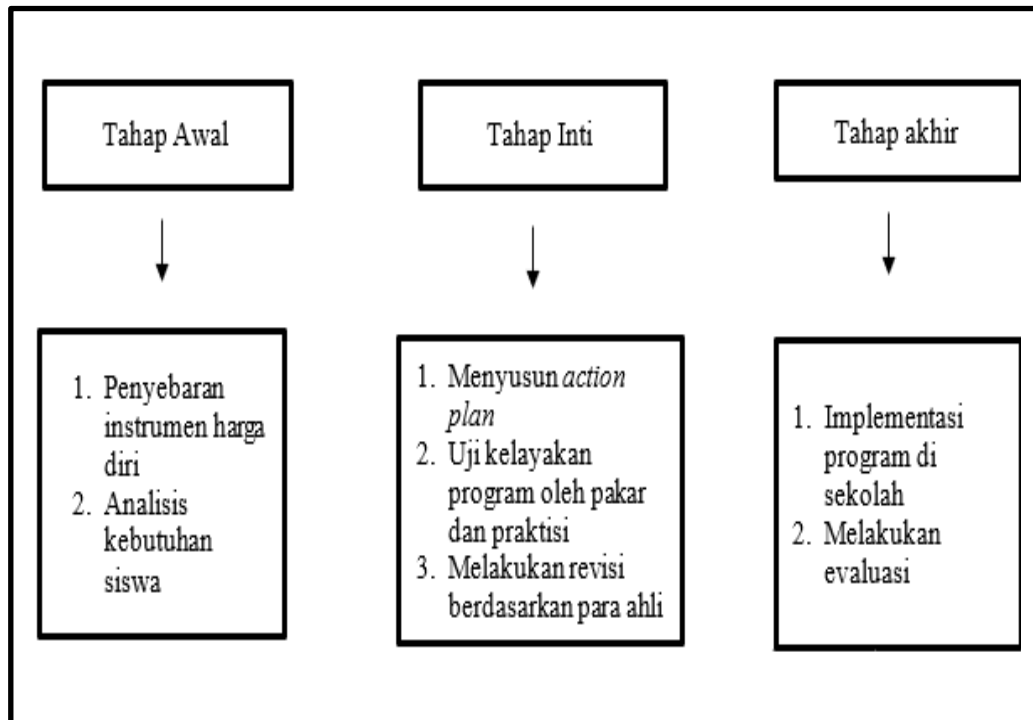 Tahap Awal
Tahap Inti
Tahap akhir
1. Penyebaran
instrumen harga
diri
2. Analisis
kebutuhan
siswa
1. Menyusun action
plan
2. Uji kelayakan
program oleh pakar
dan praktisi
3. Melakukan revisi
berdasarkan para ahli
1. Implementasi
program di
sekolah
2. Melakukan
evaluasi